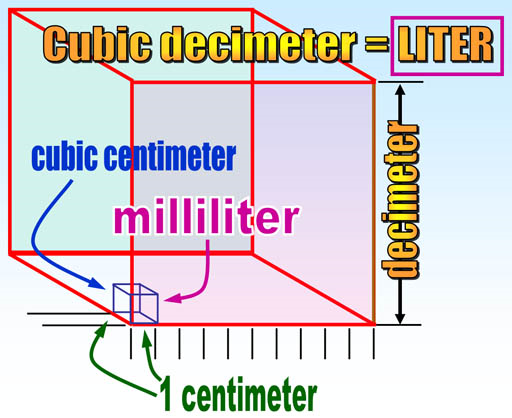 Cubic decimeter = LITER
cubic centimeter
milliliter
decimeter
1 centimeter